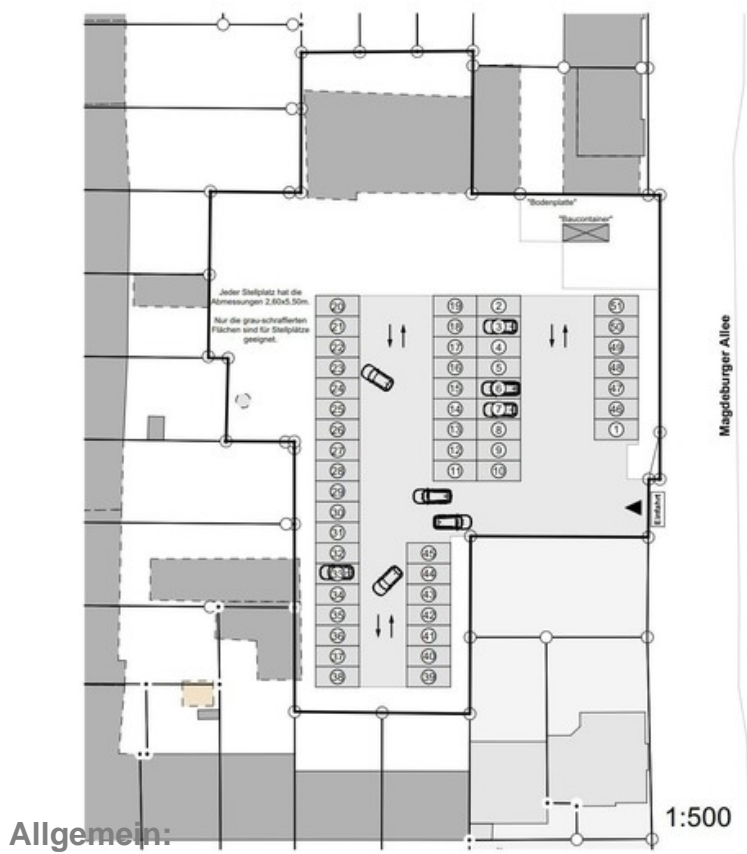 "Bodenplatte"
"Baucontainer"
Jeder Stellplatz hat die
Abmessungen 2,60x5,50m.
Nur die grau-schraffierten
Flächen sind für Stellplätze
geeignet.
20 19 2 51
21 18 3 50
22 17 4 49
23 16 5 48
24 15 6 47
25 14 7 46
26 13 8 1
27 12 9
28 11 10
29
30
31
32 45
33 44
34 43
35 42
36 41
37 40
38 39
Magdeburger Allee
Einfahrt
1:500
Allgemein: